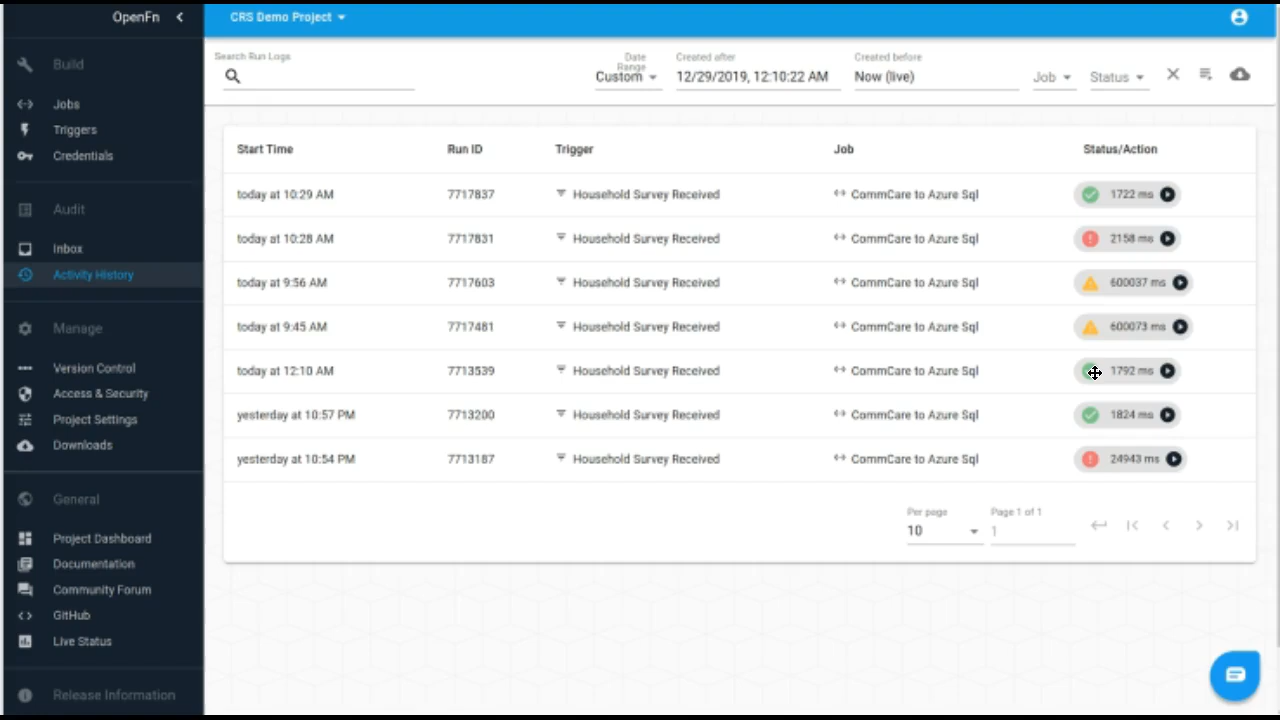 OpenFn
CRS Demo Project
Build
Jobs
Triggers
Credentials
Audit
Inbox
Activity History
Manage
Version Control
Access & Security
Project Settings
Downloads
General
Project Dashboard
Documentation
Community Forum
GitHub
Live Status
Release Information
Search Run Logs
Date Range
Custom
Created after
12/29/2019, 12:10:22 AM
Created before
Now (live)
Job
Status
Start Time Run ID Trigger Job Status/Action
today at 10:29 AM 7717837 Household Survey Received CommCare to Azure Sql 1722 ms
today at 10:28 AM 7717831 Household Survey Received CommCare to Azure Sql 2158 ms
today at 9:56 AM 7717603 Household Survey Received CommCare to Azure Sql 600037 ms
today at 9:45 AM 7717481 Household Survey Received CommCare to Azure Sql 600073 ms
today at 12:10 AM 7713539 Household Survey Received CommCare to Azure Sql 1792 ms
yesterday at 10:57 PM 7713200 Household Survey Received CommCare to Azure Sql 1824 ms
yesterday at 10:54 PM 7713187 Household Survey Received CommCare to Azure Sql 24943 ms
Per page
10
Page 1 of 1
1